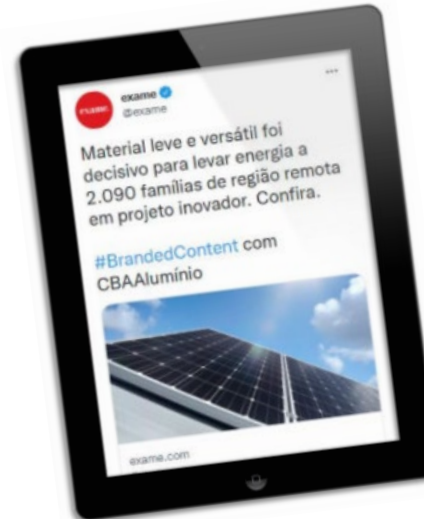 exame.
exame
@exame
Material leve e versátil foi
decisivo para levar energia a
2.090 famílias de região remota
em projeto inovador. Confira.
#BrandedContent com
CBAAlumínio
exame.com